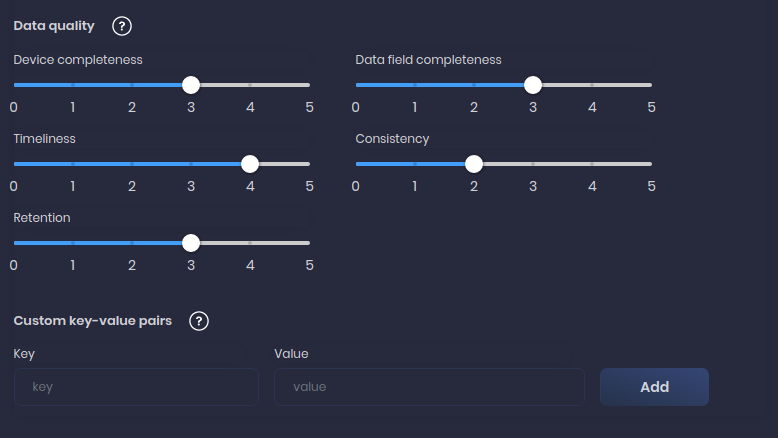 Data quality ?
Device completeness
0 1 2 3 4 5
Data field completeness
0 1 2 3 4 5
Timeliness
0 1 2 3 4 5
Consistency
0 1 2 3 4 5
Retention
0 1 2 3 4 5
Custom key-value pairs ?
Key
key
Value
value
Add